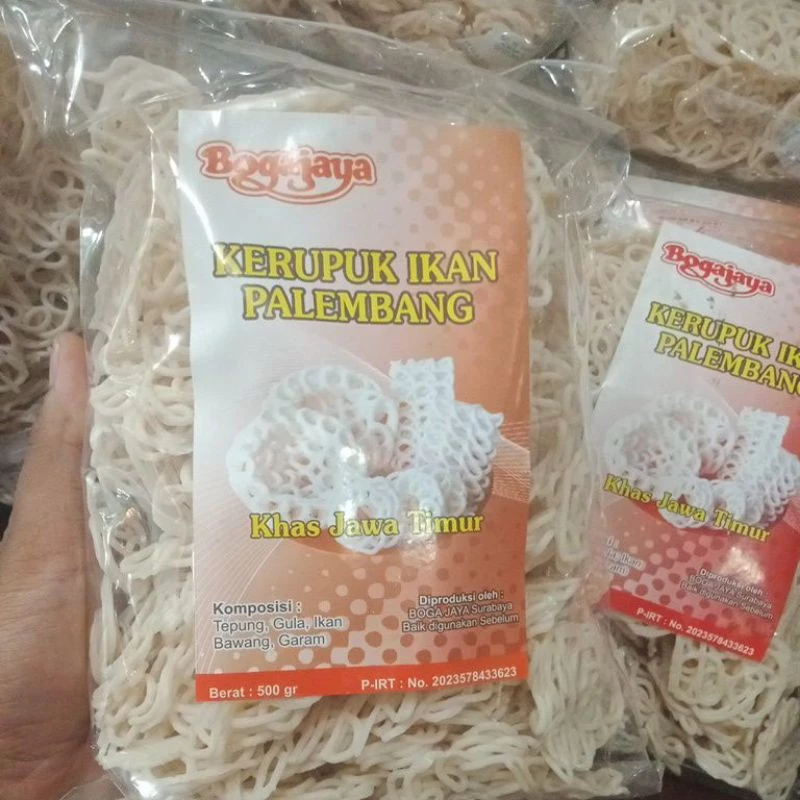 Bogajaya
KERUPUK IKAN
PALEMBANG
Khas Jawa Timur
Komposisi :
Tepung, Gula, Ikan
Bawang, Garam
Diproduksi oleh :
BOGA JAYA Surabaya
Baik digunakan Sebelum
Berat : 500 gr
P-IRT : No. 2023578433623
Bogajaya
KERUPUK IK
PALEMBANG
Khas Jawa Timur
Ikan
Diproduksi oleh
BOGA JAYA Surabaya
Baik digunakan Sebelum
P-IRT : No. 2023578433623